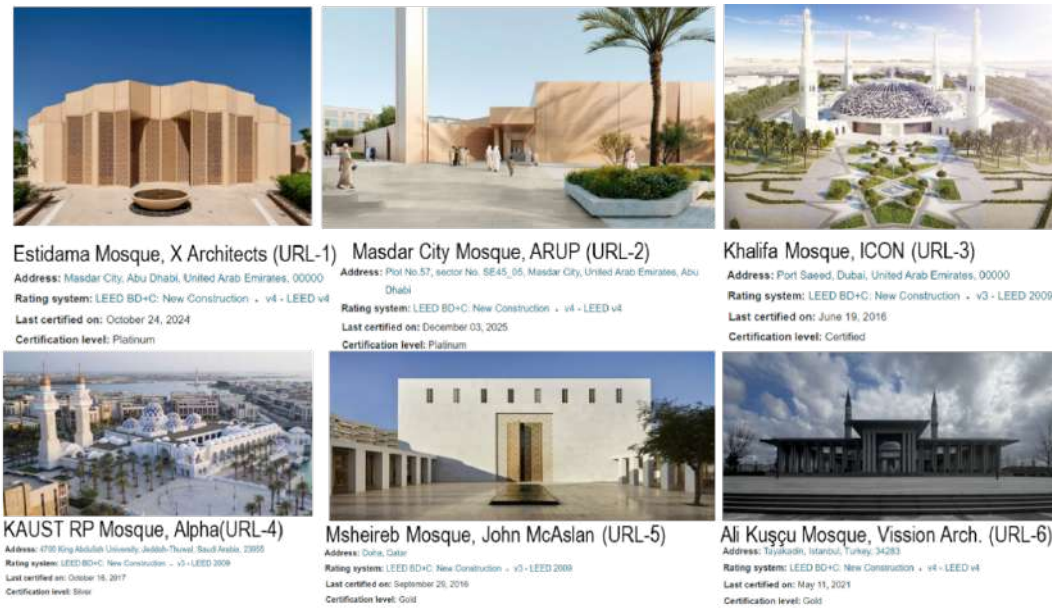 Estidama Mosque, X Architects (URL-1)
Address: Masdar City, Abu Dhabi, United Arab Emirates, 00000
Rating system: LEED BD+C: New Construction . v4 - LEED v4
Last certified on: October 24, 2024
Certification level: Platinum
Masdar City Mosque, ARUP (URL-2)
Address: Plot No.57, sector No. SE45_05, Masdar City, United Arab Emirates, Abu
Dhabi
Rating system: LEED BD+C: New Construction . v4 - LEED v4
Last certified on: December 03, 2025
Certification level: Platinum
Khalifa Mosque, ICON (URL-3)
Address: Port Saeed, Dubai, United Arab Emirates, 00000
Rating system: LEED BD+C: New Construction . v3 - LEED 2009
Last certified on: June 19, 2016
Certification level: Certified
KAUST RP Mosque, Alpha(URL-4)
Address: 4700 King Abdullah University, Jeddah-Thuwal, Saudi Arabia, 23955
Rating system: LEED BD+C: New Construction . v3 - LEED 2009
Last certified on: October 16, 2017
Certification level: Silver
Msheireb Mosque, John McAslan (URL-5)
Address: Doha, Qatar
Rating system: LEED BD+C: New Construction . v3 - LEED 2009
Last certified on: September 29, 2016
Certification level: Gold
Ali Kuşçu Mosque, Vission Arch. (URL-6)
Address: Tayakadin, Istanbul, Turkey, 34283
Rating system: LEED BD+C: New Construction . v4 - LEED v4
Last certified on: May 11, 2021
Certification level: Gold